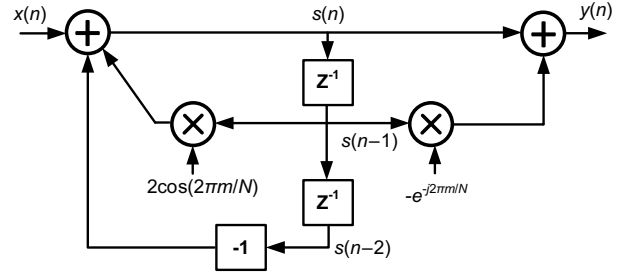 x(n)
s(n)
y(n)
+
+
Z⁻¹
×
×
s(n−1)
2cos(2πm/N)
-e^-j2πm/N
Z⁻¹
-1
s(n−2)